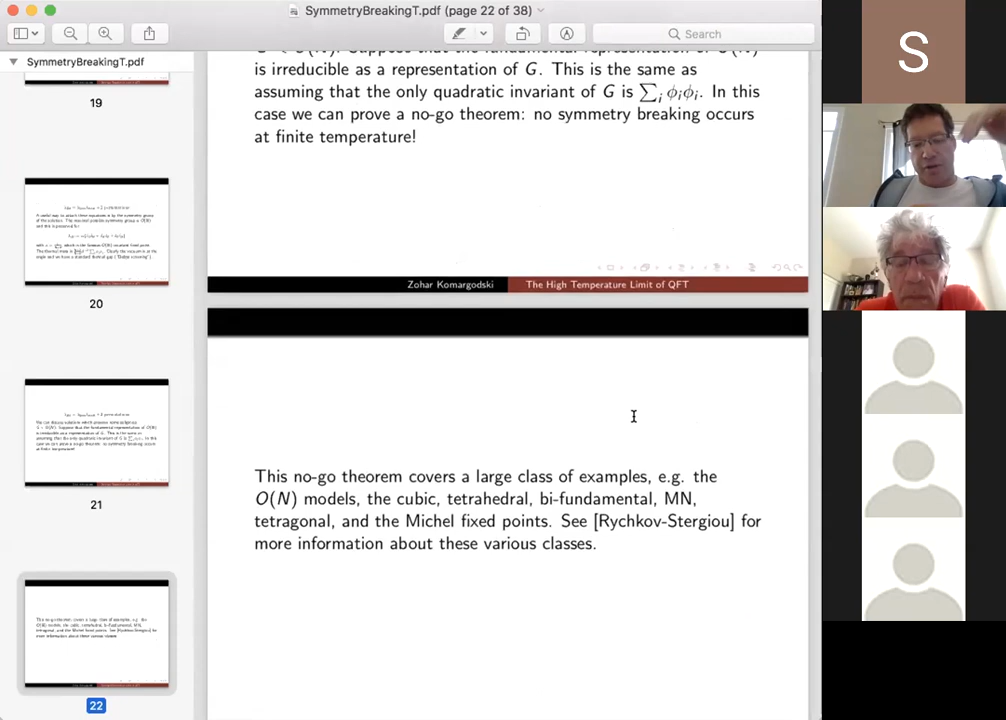 SymmetryBreakingT.pdf (page 22 of 38)
Search
SymmetryBreakingT.pdf
19
20
21
22
is irreducible as a representation of G. This is the same as
assuming that the only quadratic invariant of G is ∑ᵢ ϕᵢϕᵢ. In this
case we can prove a no-go theorem: no symmetry breaking occurs
at finite temperature!
Zohar Komargodski The High Temperature Limit of QFT
This no-go theorem covers a large class of examples, e.g. the
O(N) models, the cubic, tetrahedral, bi-fundamental, MN,
tetragonal, and the Michel fixed points. See [Rychkov-Stergiou] for
more information about these various classes.
S